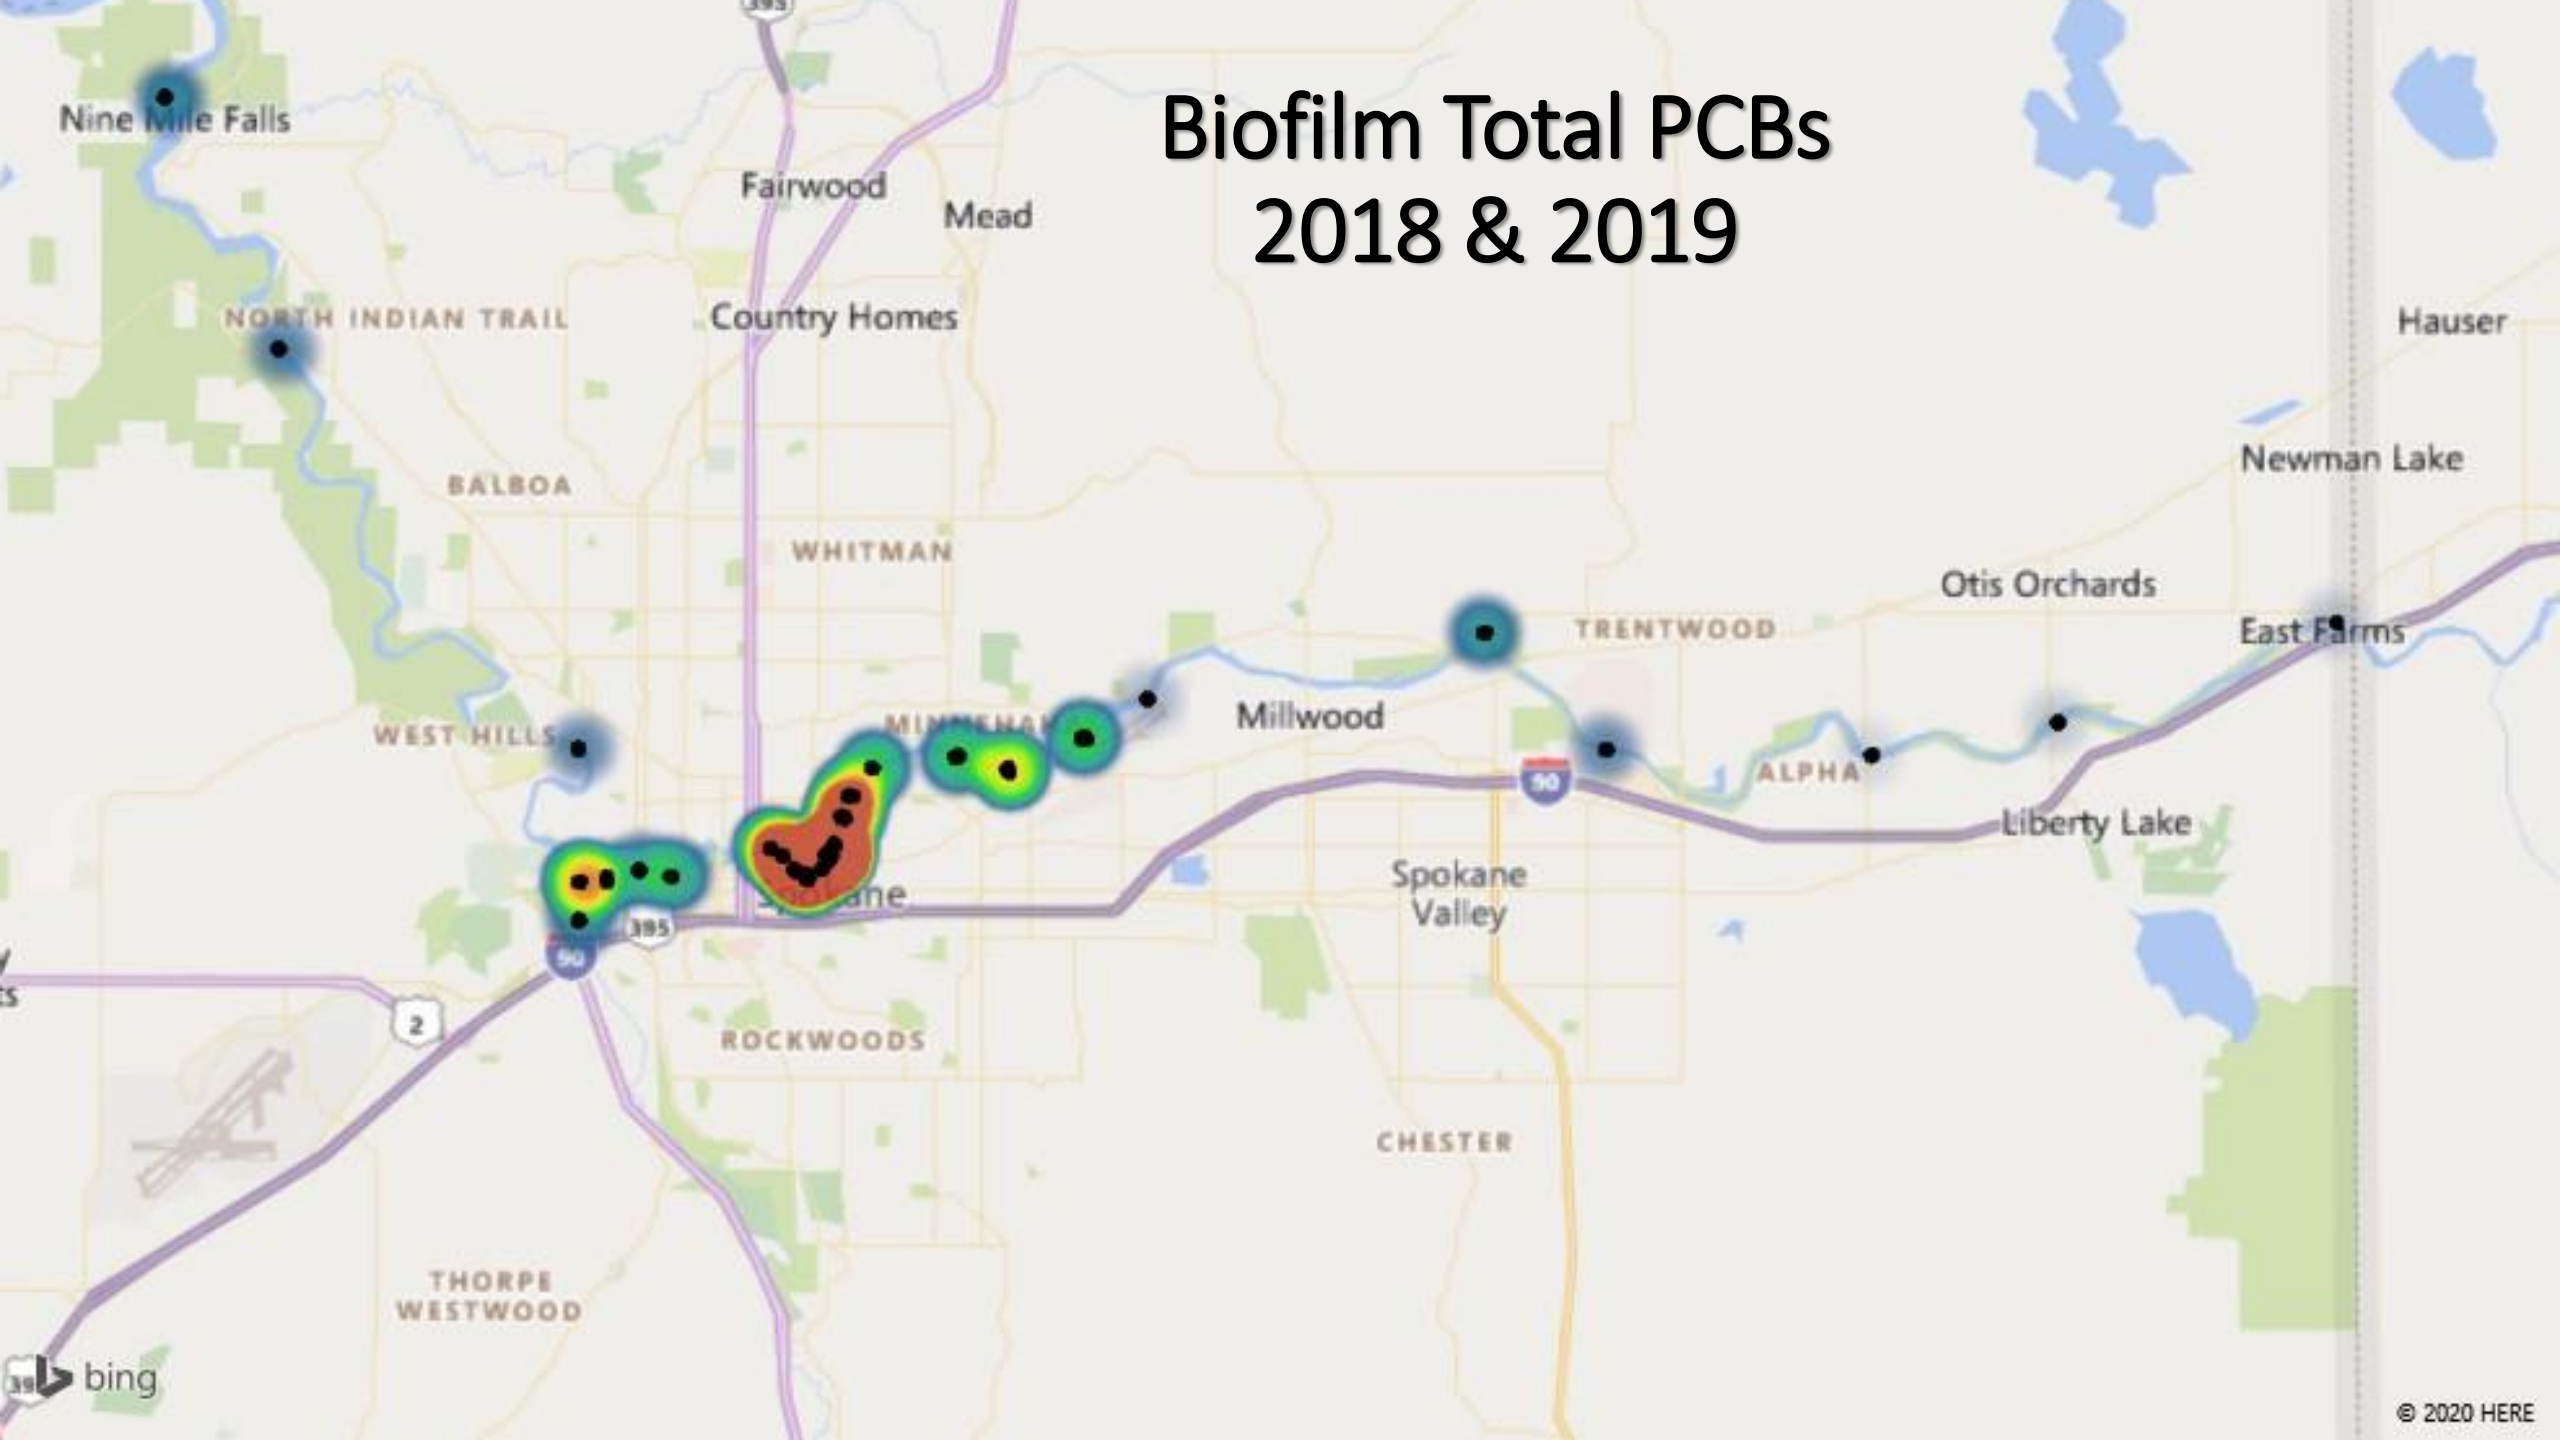 395
Biofilm Total PCBs
2018 & 2019
Nine Mile Falls
Fairwood
Mead
NORTH INDIAN TRAIL
Country Homes
Hauser
Newman Lake
BALBOA
WHITMAN
Otis Orchards
TRENTWOOD
East Farms
WEST HILLS
Millwood
ALPHA
90
Liberty Lake
Spokane
Spokane
Valley
395
90
2
ROCKWOODS
CHESTER
THORPE
WESTWOOD
bing
© 2020 HERE